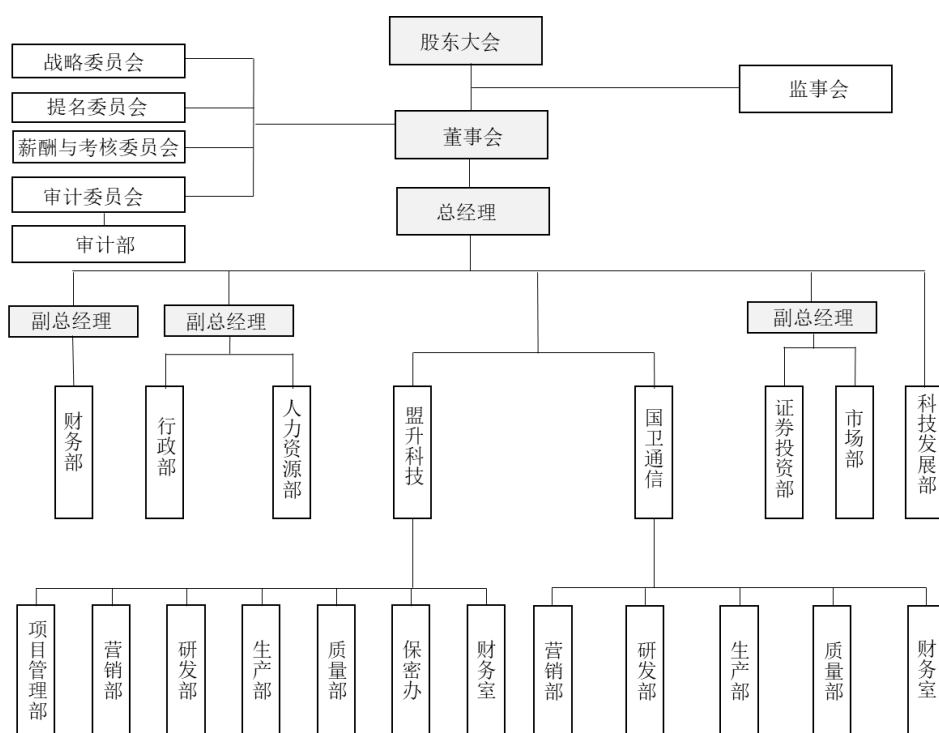 股东大会
战略委员会
监事会
提名委员会
董事会
薪酬与考核委员会
审计委员会
总经理
审计部
副总经理
副总经理
副总经理
财务部
行政部
人力资源部
盟升科技
国卫通信
证券投资部
市场部
科技发展部
项目管理部
营销部
研发部
生产部
质量部
保密办
财务室
营销部
研发部
生产部
质量部
财务室